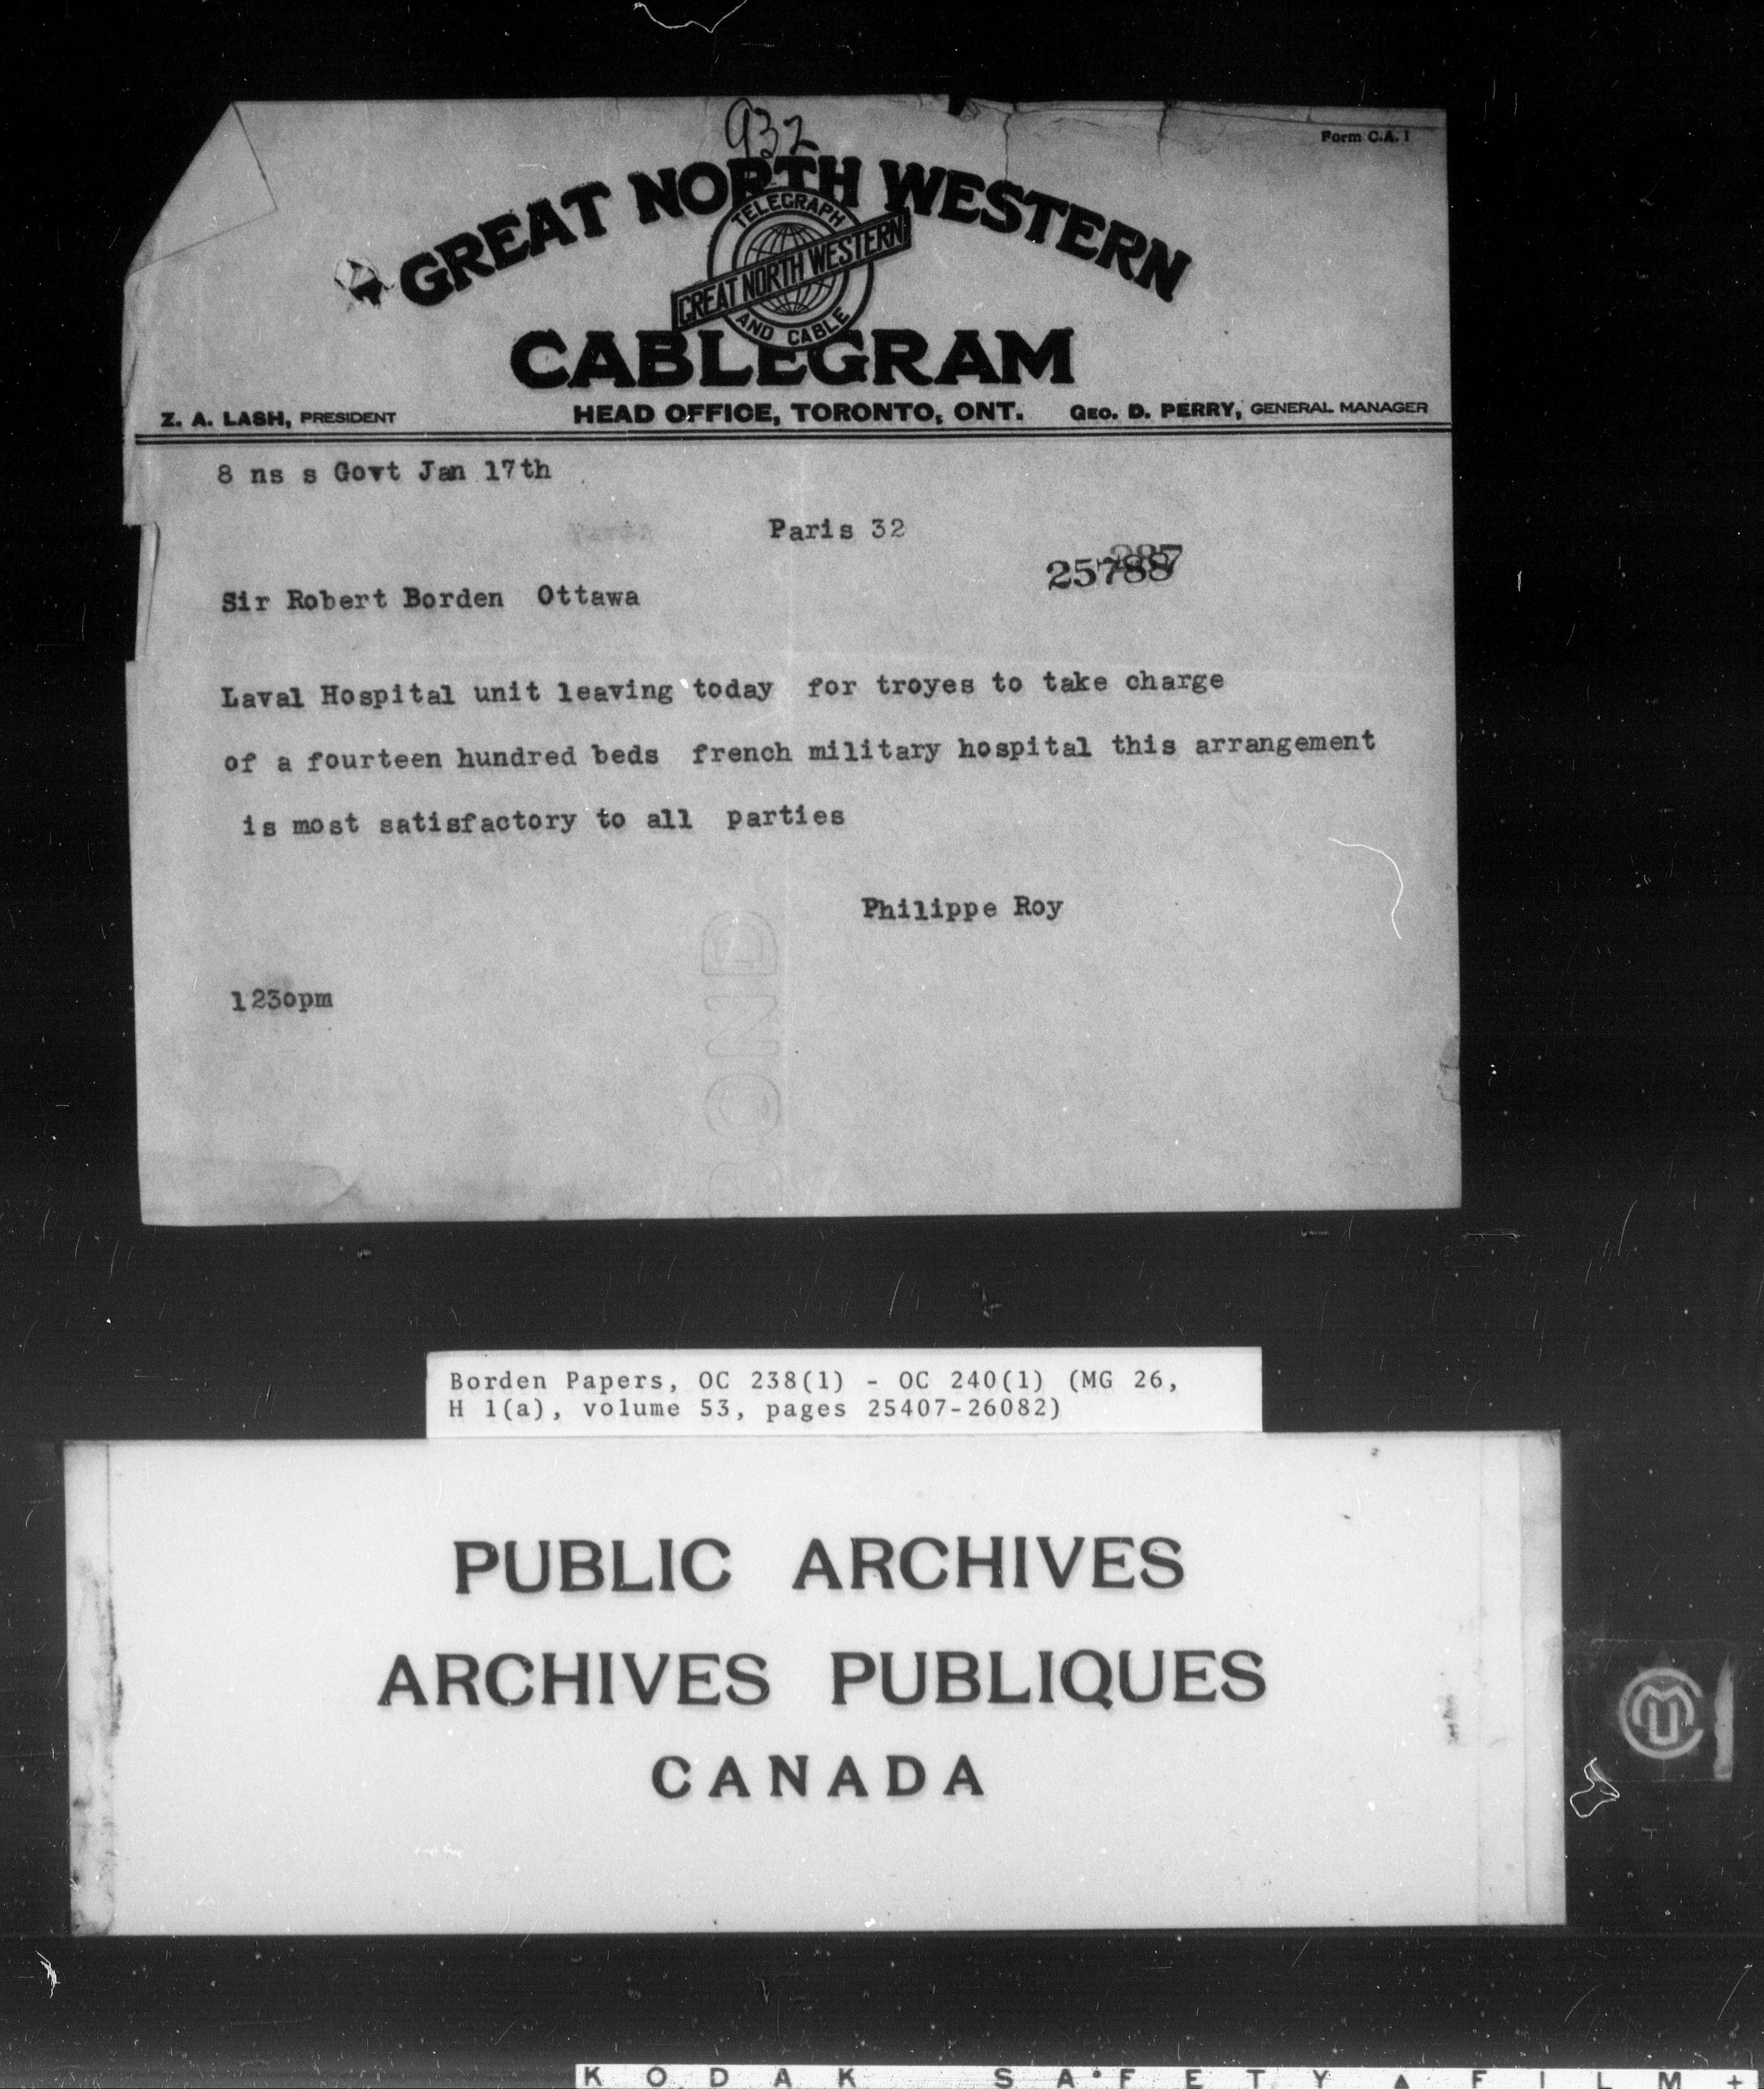 932
Form C.A. 1
GREAT NORTH WESTERN
TELEGRAPH
GREAT NORTH WESTERN
AND CABLE
CABLEGRAM
Z. A. LASH, PRESIDENT HEAD OFFICE, TORONTO, ONT. GEO. D. PERRY, GENERAL MANAGER
8 ns s Govt Jan 17th
Paris 32
25788
Sir Robert Borden Ottawa
Laval Hospital unit leaving today for troyes to take charge
of a fourteen hundred beds french military hospital this arrangement
is most satisfactory to all parties
Philippe Roy
1230pm
BOND
Borden Papers, OC 238(1) - OC 240(1) (MG 26,
H 1(a), volume 53, pages 25407-26082)
PUBLIC ARCHIVES
ARCHIVES PUBLIQUES
CANADA
KODAK SAFETY FILM